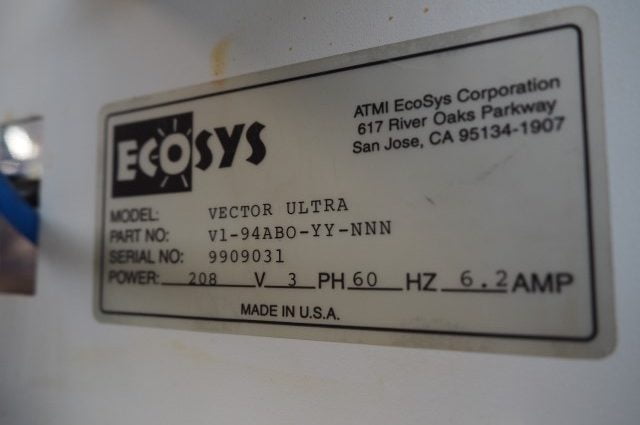 ECOSYS
ATMI EcoSys Corporation
617 River Oaks Parkway
San Jose, CA 95134-1907
MODEL: VECTOR ULTRA
PART NO: V1-94ABO-YY-NNN
SERIAL NO: 9909031
POWER: 208 V 3 PH 60 HZ 6.2 AMP
MADE IN U.S.A.